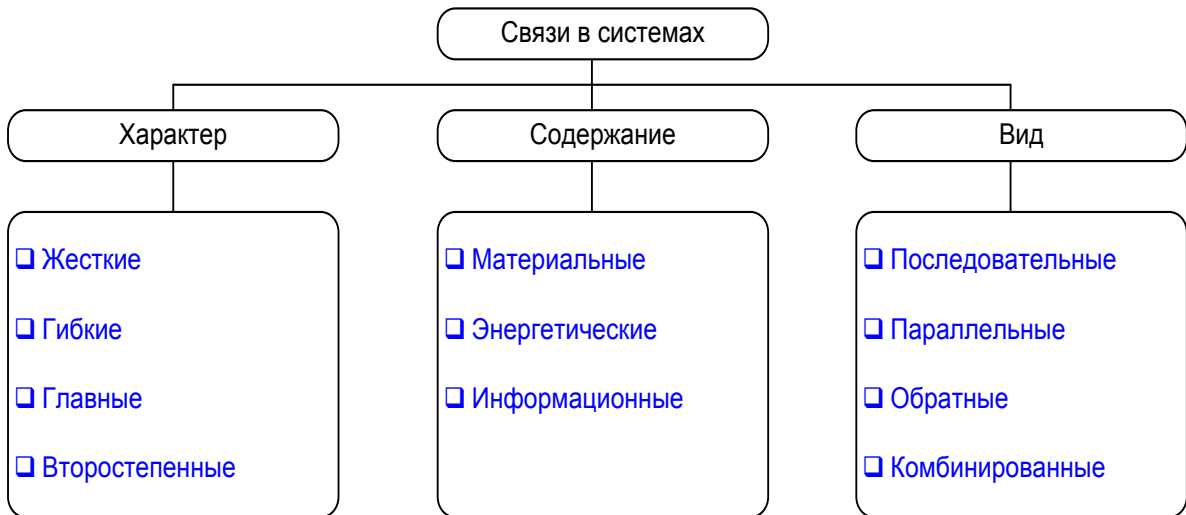 Связи в системах
Характер
Содержание
Вид
❑ Жесткие
❑ Гибкие
❑ Главные
❑ Второстепенные
❑ Материальные
❑ Энергетические
❑ Информационные
❑ Последовательные
❑ Параллельные
❑ Обратные
❑ Комбинированные